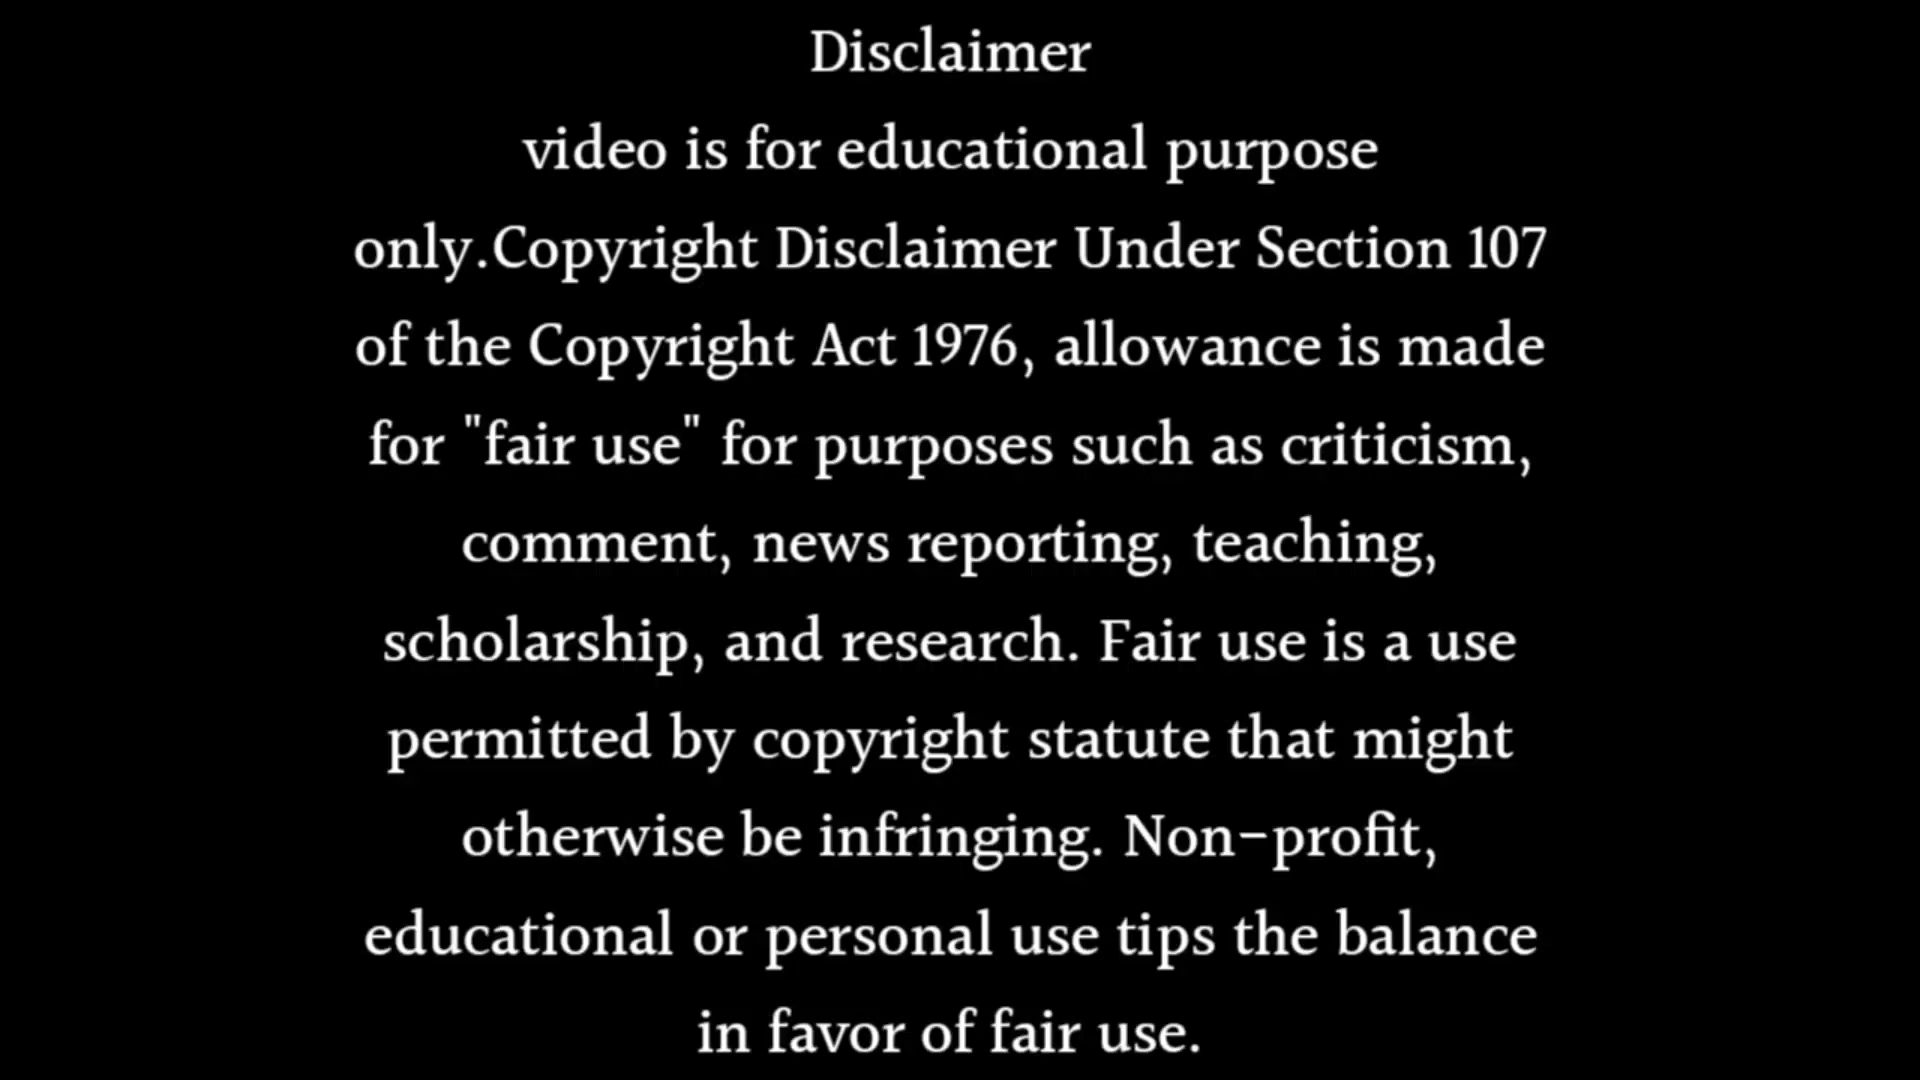 Disclaimer
video is for educational purpose
only.Copyright Disclaimer Under Section 107
of the Copyright Act 1976, allowance is made
for "fair use" for purposes such as criticism,
comment, news reporting, teaching,
scholarship, and research. Fair use is a use
permitted by copyright statute that might
otherwise be infringing. Non-profit,
educational or personal use tips the balance
in favor of fair use.